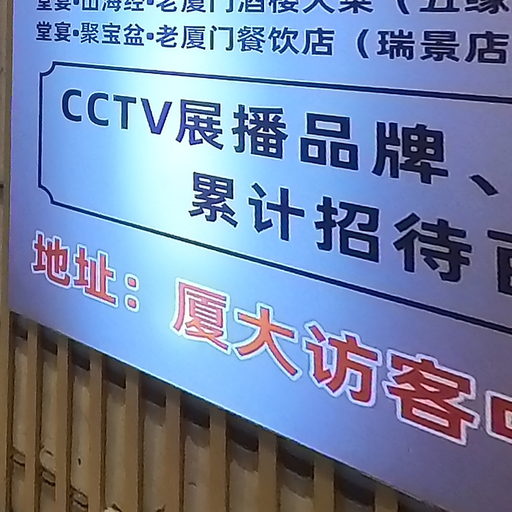 堂宴·山海经·老厦门酒楼大菜（五缘
堂宴·聚宝盆·老厦门餐饮店（瑞景店
CCTV展播品牌、
累计招待百
地址：厦大访客中